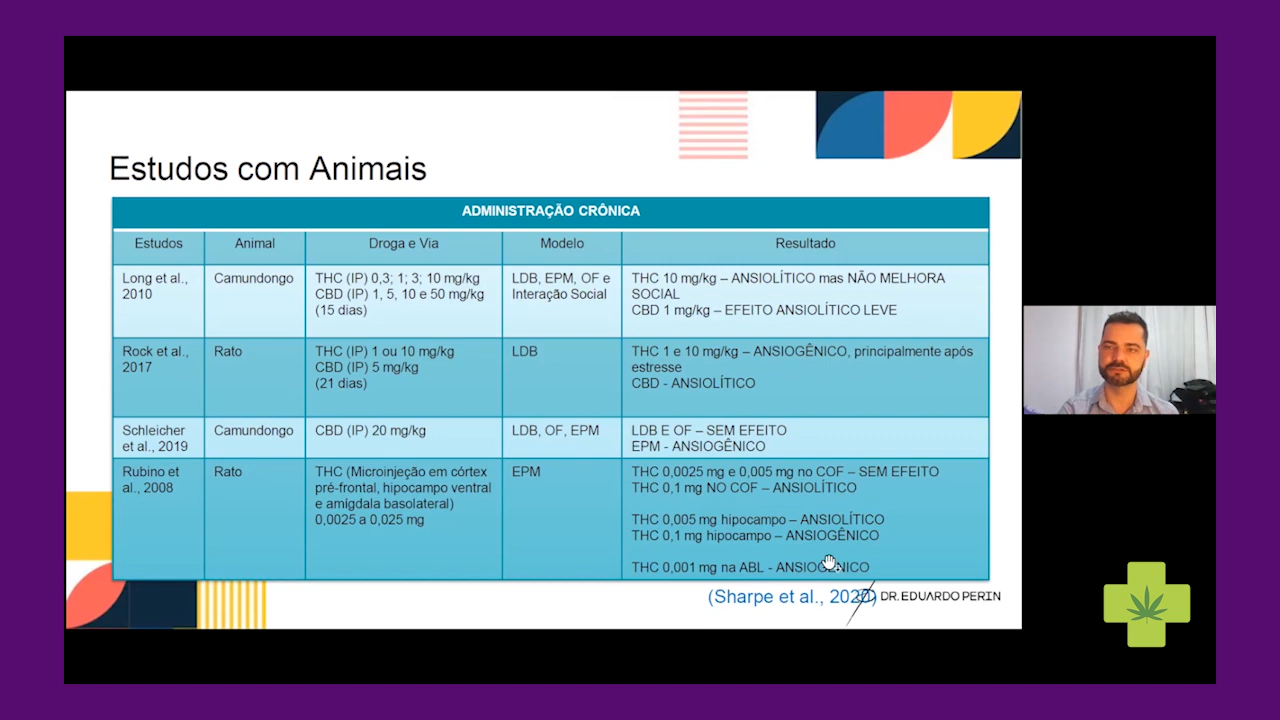 Estudos com Animais
ADMINISTRAÇÃO CRÔNICA
Estudos Animal Droga e Via Modelo Resultado
Long et al.,
2010
Camundongo
THC (IP) 0,3; 1; 3; 10 mg/kg
CBD (IP) 1, 5, 10 e 50 mg/kg
(15 dias)
LDB, EPM, OF e
Interação Social
THC 10 mg/kg – ANSIOLÍTICO mas NÃO MELHORA
SOCIAL
CBD 1 mg/kg – EFEITO ANSIOLÍTICO LEVE
Rock et al.,
2017
Rato
THC (IP) 1 ou 10 mg/kg
CBD (IP) 5 mg/kg
(21 dias)
LDB
THC 1 e 10 mg/kg – ANSIOGÊNICO, principalmente após
estresse
CBD - ANSIOLÍTICO
Schleicher
et al., 2019
Camundongo
CBD (IP) 20 mg/kg
LDB, OF, EPM
LDB E OF – SEM EFEITO
EPM - ANSIOGÊNICO
Rubino et
al., 2008
Rato
THC (Microinjeção em córtex
pré-frontal, hipocampo ventral
e amígdala basolateral)
0,0025 a 0,025 mg
EPM
THC 0,0025 mg e 0,005 mg no COF – SEM EFEITO
THC 0,1 mg NO COF – ANSIOLÍTICO
THC 0,005 mg hipocampo – ANSIOLÍTICO
THC 0,1 mg hipocampo – ANSIOGÊNICO
THC 0,001 mg na ABL - ANSIOGÊNICO
(Sharpe et al., 2020)
DR. EDUARDO PERIN